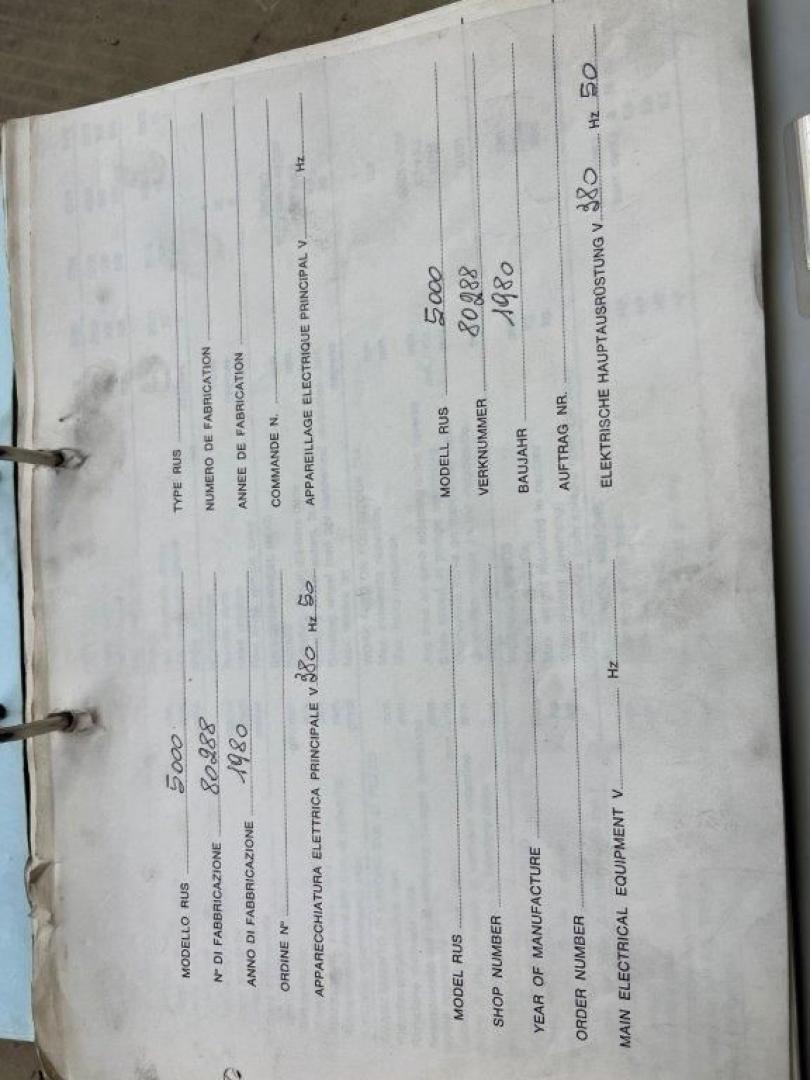 MODELLO RUS 5000
N° DI FABBRICAZIONE 80288
ANNO DI FABBRICAZIONE 1980
ORDINE N°
APPARECCHIATURA ELETTRICA PRINCIPALE V 380 Hz 50
TYPE RUS
NUMERO DE FABRICATION
ANNEE DE FABRICATION
COMMANDE N.
APPAREILLAGE ELECTRIQUE PRINCIPAL V Hz
MODEL RUS
SHOP NUMBER
YEAR OF MANUFACTURE
ORDER NUMBER
MAIN ELECTRICAL EQUIPMENT V Hz
MODELL RUS 5000
VERKNUMMER 80288
BAUJAHR 1980
AUFTRAG NR.
ELEKTRISCHE HAUPTAUSRÜSTUNG V 380 Hz 50